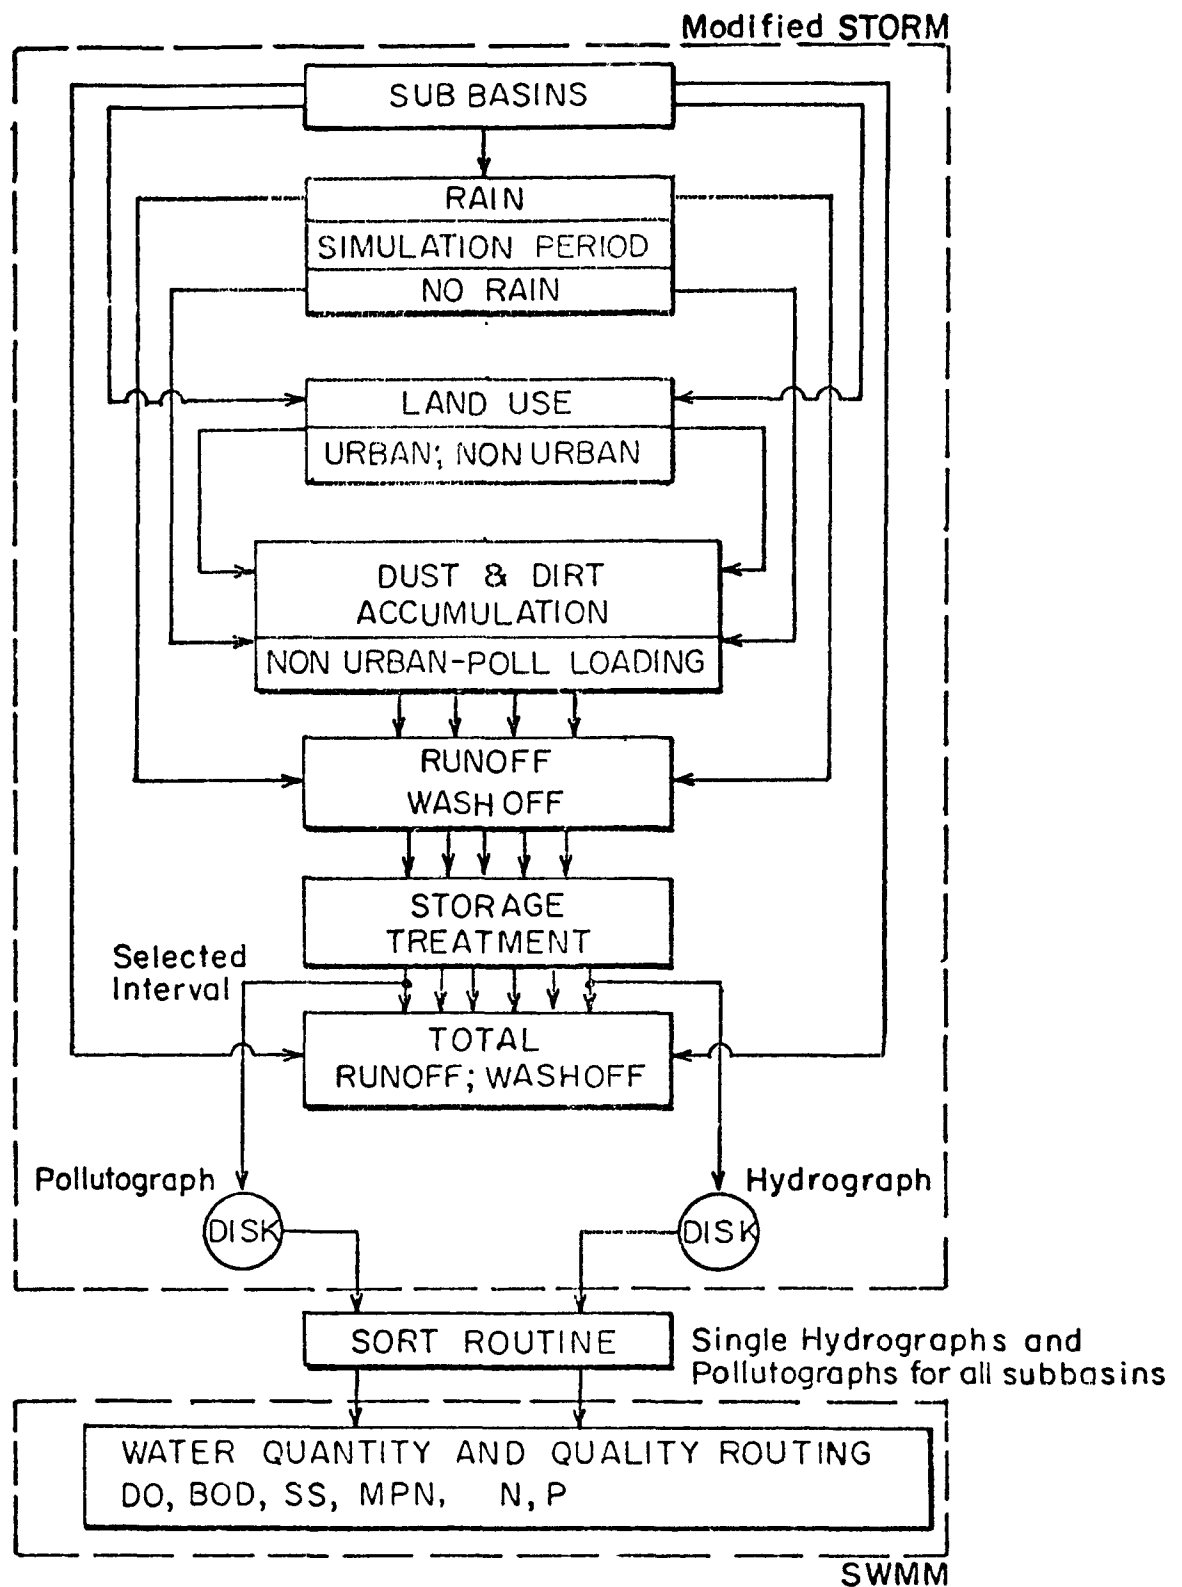 Modified STORM
SUB BASINS
RAIN
SIMULATION PERIOD
NO RAIN
LAND USE
URBAN; NON URBAN
DUST & DIRT
ACCUMULATION
NON URBAN-POLL LOADING
RUNOFF
WASH OFF
STORAGE
TREATMENT
Selected
Interval
TOTAL
RUNOFF; WASHOFF
Pollutograph
Hydrograph
DISK
DISK
SORT ROUTINE
Single Hydrographs and
Pollutographs for all subbasins
WATER QUANTITY AND QUALITY ROUTING
DO, BOD, SS, MPN, N, P
SWMM